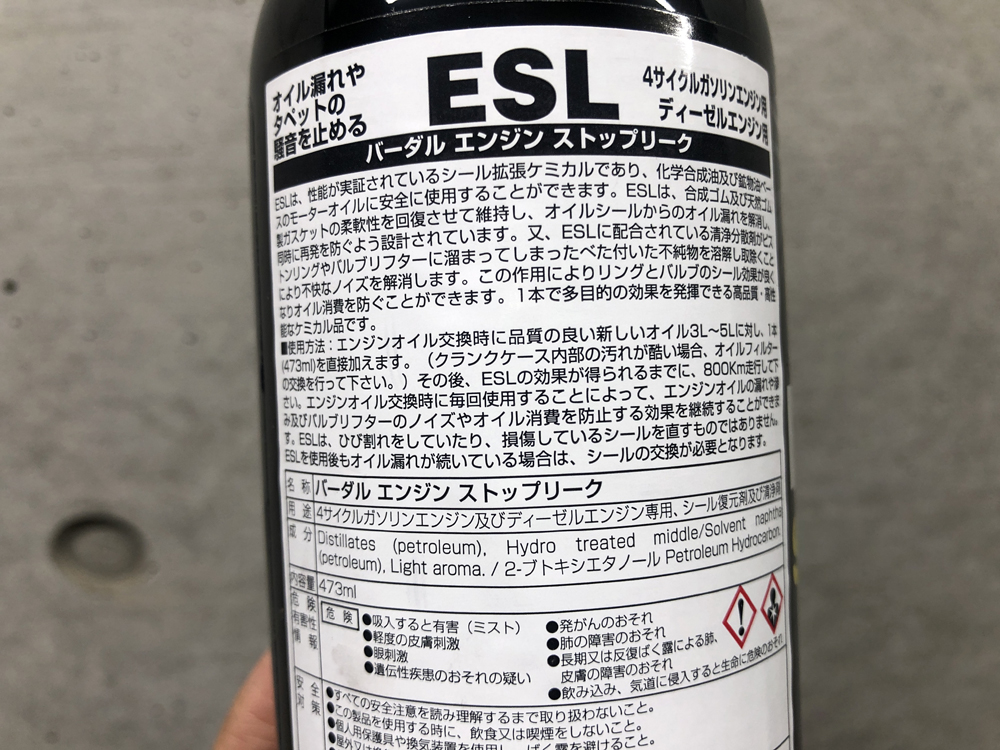 オイル漏れや
タペットの
騒音を止める
ESL
4サイクルガソリンエンジン用
ディーゼルエンジン用
バーダル エンジン ストップリーク
ESLは、性能が実証されているシール拡張ケミカルであり、化学合成油及び鉱物油ベー
スのモーターオイルに安全に使用することができます。ESLは、合成ゴム及び天然ゴム
製ガスケットの柔軟性を回復させて維持し、オイルシールからのオイル漏れを解消し、
同時に再発を防ぐよう設計されています。又、ESLに配合されている清浄分散剤がピス
トンリングやバルブリフターに溜まってしまったべた付いた不純物を溶解し取除くこと
により不快なノイズを解消します。この作用によりリングとバルブのシール効果が良く
なりオイル消費を防ぐことができます。1本で多目的の効果を発揮できる高品質・高性
能なケミカル品です。
■使用方法：エンジンオイル交換時に品質の良い新しいオイル3L〜5Lに対し、1本
(473ml)を直接加えます。（クランクケース内部の汚れが酷い場合、オイルフィルター
の交換を行って下さい。）その後、ESLの効果が得られるまでに、800Km走行して下
さい。エンジンオイル交換時に毎回使用することによって、エンジンオイルの漏れや滲
み及びバルブリフターのノイズやオイル消費を防止する効果を継続することができま
す。ESLは、ひび割れをしていたり、損傷しているシールを直すものではありません。
ESLを使用後もオイル漏れが続いている場合は、シールの交換が必要となります。
名称 バーダル エンジン ストップリーク
用途 4サイクルガソリンエンジン及びディーゼルエンジン専用、シール復元剤及び清浄剤
成分 Distillates (petroleum), Hydro treated middle/Solvent naphtha
(petroleum), Light aroma. / 2-ブトキシエタノール Petroleum Hydrocarbon.
内容量 473ml
危険有害性情報
危険
●吸入すると有害（ミスト）
●軽度の皮膚刺激
●眼刺激
●遺伝性疾患のおそれの疑い
●発がんのおそれ
●肺の障害のおそれ
●長期又は反復ばく露による肺、
皮膚の障害のおそれ
●飲み込み、気道に侵入すると生命に危険のおそれ
安全対策
●すべての安全注意を読み理解するまで取り扱わないこと。
●この製品を使用する時に、飲食又は喫煙をしないこと。
●個人用保護具や換気装置を使用し、ばく露を避けること。